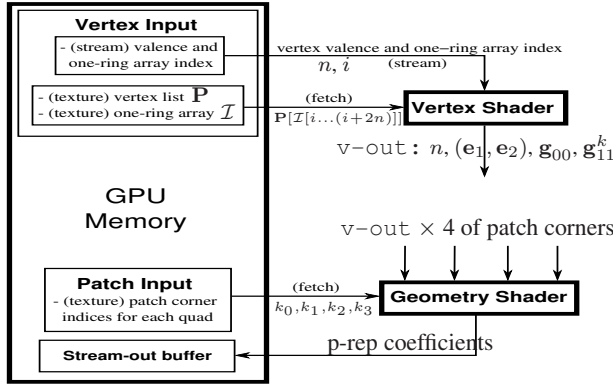 Vertex Input
- (stream) valence and
one-ring array index
vertex valence and one−ring array index
n, i (stream)
- (texture) vertex list P
- (texture) one-ring array I
(fetch)
P[I[i...(i+2n)]]
Vertex Shader
v-out: n, (e1, e2), g00, g^k_11
GPU
Memory
v-out × 4 of patch corners
Patch Input
- (texture) patch corner
indices for each quad
(fetch)
k0, k1, k2, k3
Geometry Shader
Stream-out buffer
p-rep coefficients